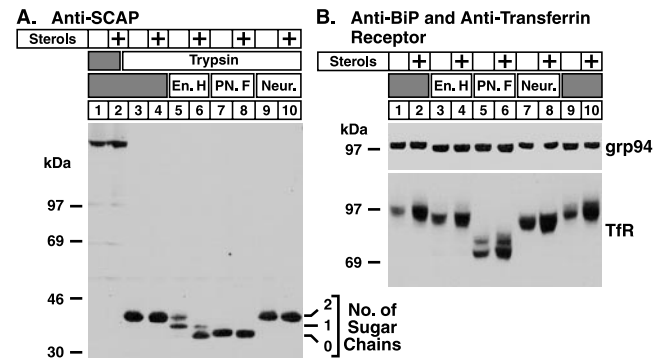 A. Anti-SCAP
Sterols + + + + +
Trypsin
En. H PN. F Neur.
1 2 3 4 5 6 7 8 9 10
kDa
97
69
46
30
2
1
0
No. of
Sugar
Chains
B. Anti-BiP and Anti-Transferrin
Receptor
Sterols + + + + +
En. H PN. F Neur.
1 2 3 4 5 6 7 8 9 10
kDa
97
grp94
97
69
TfR